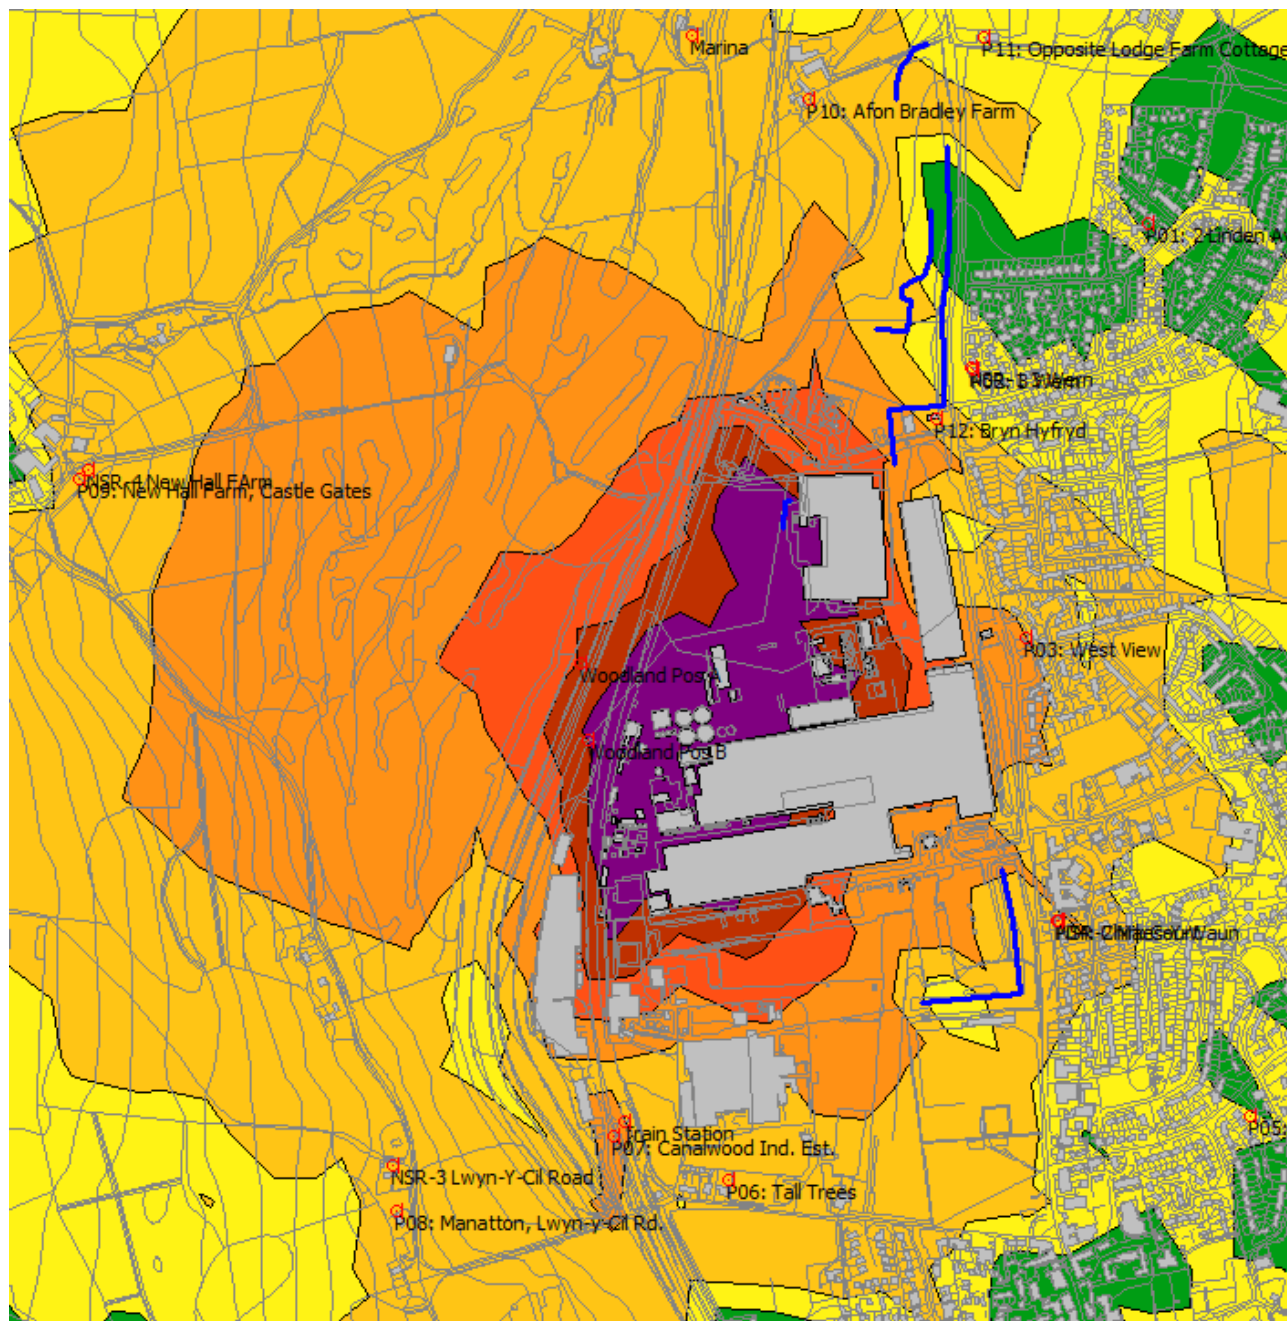 Marina
P11: Opposite Lodge Farm Cottage
P10: Afon Bradley Farm
P01: 2 Linden A
P12: Bryn Hyfryd
NSR-4 New Hall FArm
P09: New Hall Farm, Castle Gates
P03: West View
Woodland Pos A
Woodland Pos B
Train Station
P07: Canalwood Ind. Est.
NSR-3 Lwyn-Y-Cil Road
P06: Tall Trees
P08: Manatton, Lwyn-y-Cil Rd.
P05: